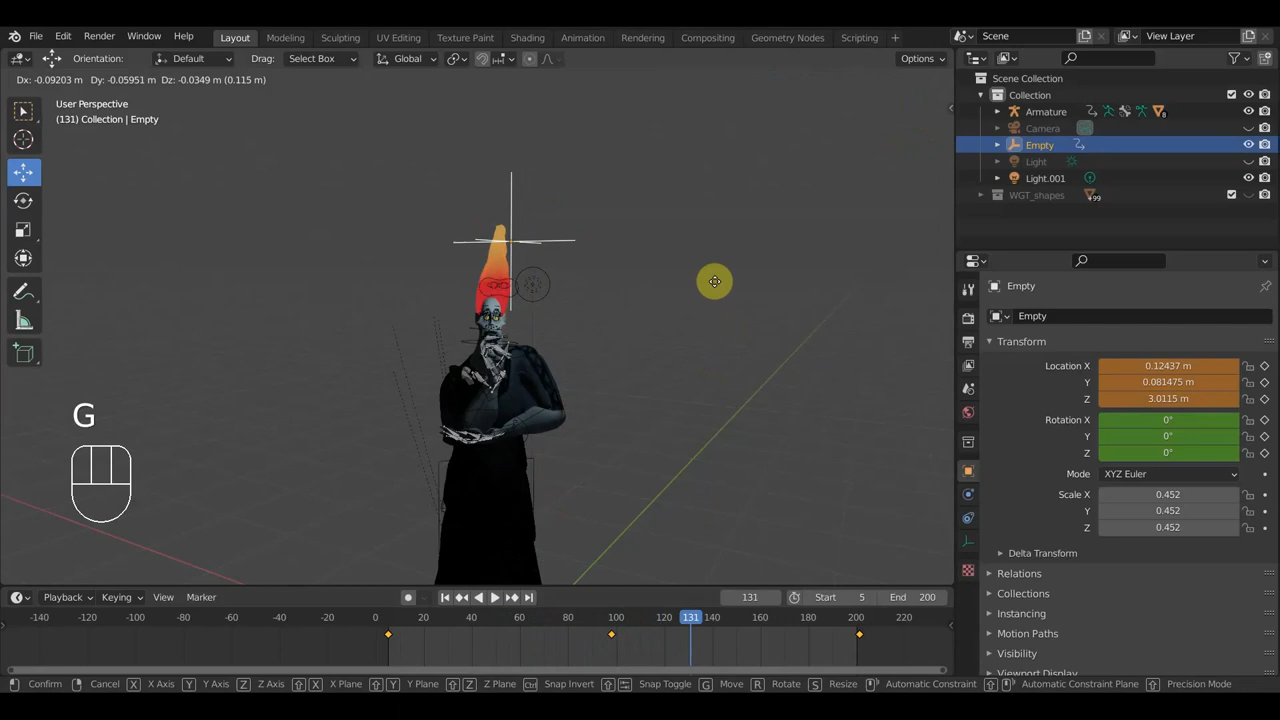 File Edit Render Window Help Layout Modeling Sculpting UV Editing Texture Paint Shading Animation Rendering Compositing Geometry Nodes Scripting + Scene View Layer
Orientation: Default Drag: Select Box Global Options
Dx: -0.09203 m Dy: -0.05951 m Dz: -0.0349 m (0.115 m)
User Perspective
(131) Collection | Empty
Scene Collection
Collection
Armature 8
Camera
Empty
Light
Light.001
WGT_shapes +99
Empty
Empty
Transform
Location X 0.12437 m
Y 0.081475 m
Z 3.0115 m
Rotation X 0°
Y 0°
Z 0°
Mode XYZ Euler
Scale X 0.452
Y 0.452
Z 0.452
Delta Transform
Relations
Collections
Instancing
Motion Paths
Visibility
Viewport Display
G
Playback Keying View Marker 131 Start 5 End 200
-140 -120 -100 -80 -60 -40 -20 0 20 40 60 80 100 120 131 140 160 180 200 220
Confirm Cancel X X Axis Y Y Axis Z Z Axis X X Plane Y Y Plane Z Z Plane Ctrl Snap Invert Snap Toggle G Move R Rotate S Resize Automatic Constraint Automatic Constraint Plane Precision Mode